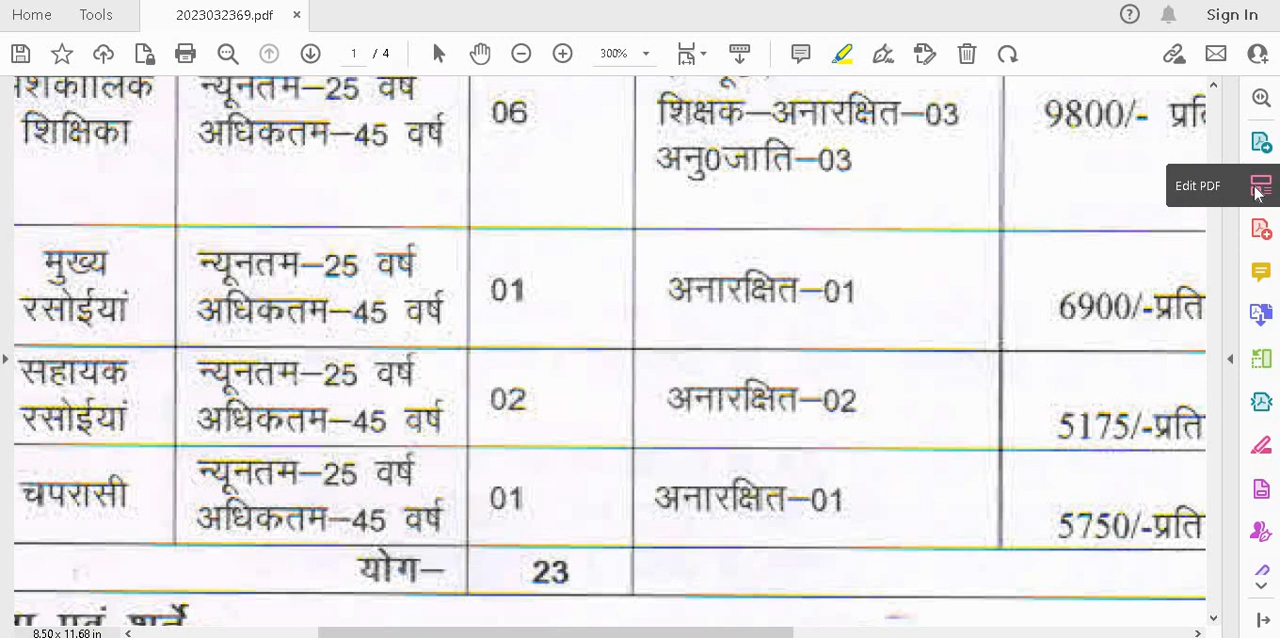 Home Tools 2023032369.pdf × Sign In
1 / 4 300%
शिक्षिका
न्यूनतम–25 वर्ष
अधिकतम–45 वर्ष
06
शिक्षक–अनारक्षित–03
अनु0जाति–03
9800/-
Edit PDF
मुख्य
रसोईयां
न्यूनतम–25 वर्ष
अधिकतम–45 वर्ष
01
अनारक्षित–01
6900/-प्रति
सहायक
रसोईयां
न्यूनतम–25 वर्ष
अधिकतम–45 वर्ष
02
अनारक्षित–02
5175/-प्रति
चपरासी
न्यूनतम–25 वर्ष
अधिकतम–45 वर्ष
01
अनारक्षित–01
5750/-प्रति
योग– 23
8.50 x 11.68 in